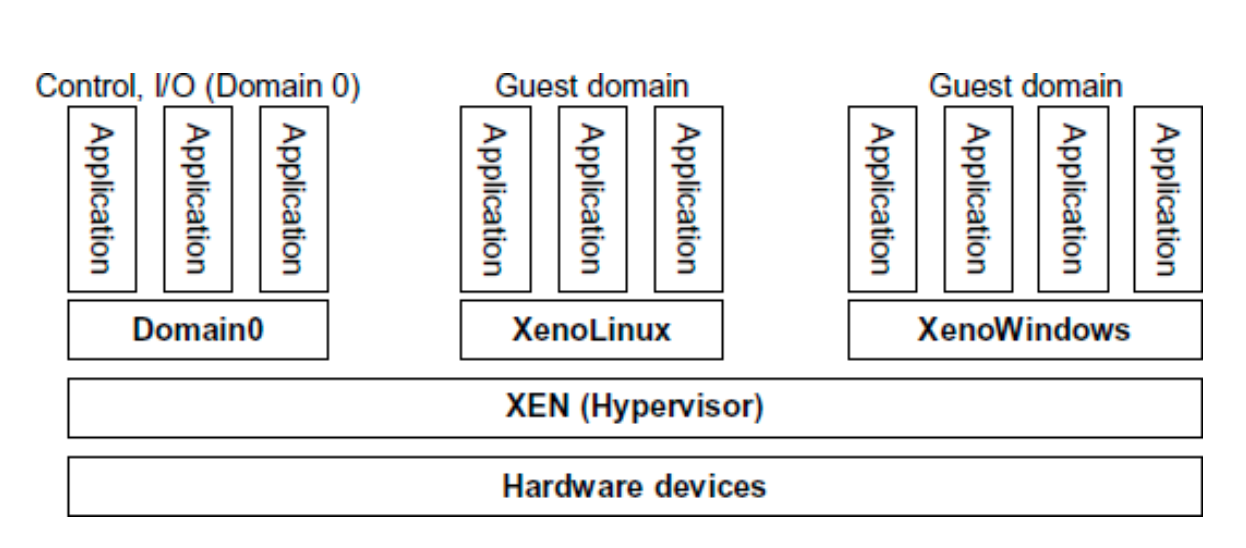 Control, I/O (Domain 0)
Guest domain
Guest domain
Application
Application
Application
Application
Application
Application
Application
Application
Application
Application
Domain0
XenoLinux
XenoWindows
XEN (Hypervisor)
Hardware devices